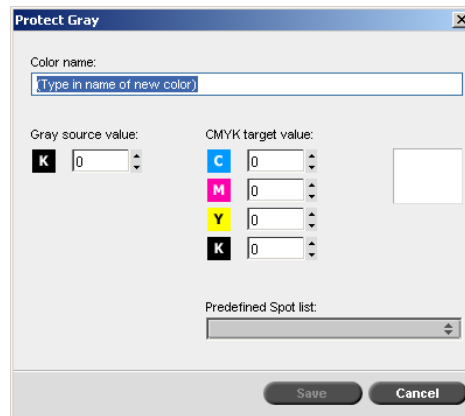 Protect Gray
Color name:
(Type in name of new color)
Gray source value:
K 0
CMYK target value:
C 0
M 0
Y 0
K 0
Predefined Spot list:
Save Cancel